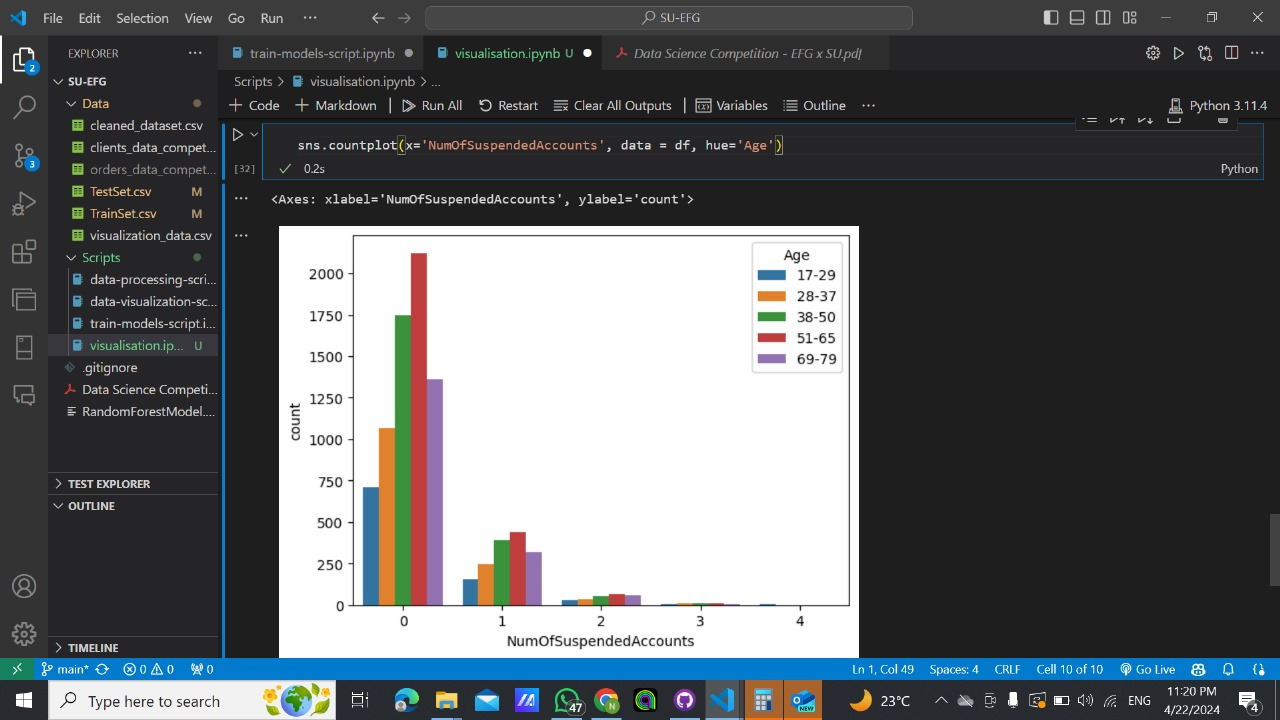 File Edit Selection View Go Run ··· SU-EFG
EXPLORER ···
SU-EFG
Data
cleaned_dataset.csv
clients_data_compet...
orders_data_compet...
TestSet.csv M
TrainSet.csv M
visualization_data.csv
Scripts
data-processing-scri...
data-visualization-sc...
train-models-script.i...
visualisation.ip... U
.gitignore
Data Science Competi...
RandomForestModel....
TEST EXPLORER
OUTLINE
TIMELINE
2
3
train-models-script.ipynb visualisation.ipynb U Data Science Competition - EFG x SU.pdf
Scripts > visualisation.ipynb > ...
+ Code + Markdown | Run All Restart Clear All Outputs | Variables Outline ··· Python 3.11.4
sns.countplot(x='NumOfSuspendedAccounts', data = df, hue='Age')
[32] 0.2s Python
<Axes: xlabel='NumOfSuspendedAccounts', ylabel='count'>
Age
17-29
28-37
38-50
51-65
69-79
2000
1750
1500
1250
1000
750
500
250
0
count
0 1 2 3 4
NumOfSuspendedAccounts
main* 0 0 0 Ln 1, Col 49 Spaces: 4 CRLF Cell 10 of 10 Go Live
Type here to search 47 NEW 23°C ENG 11:20 PM 4
4/22/2024